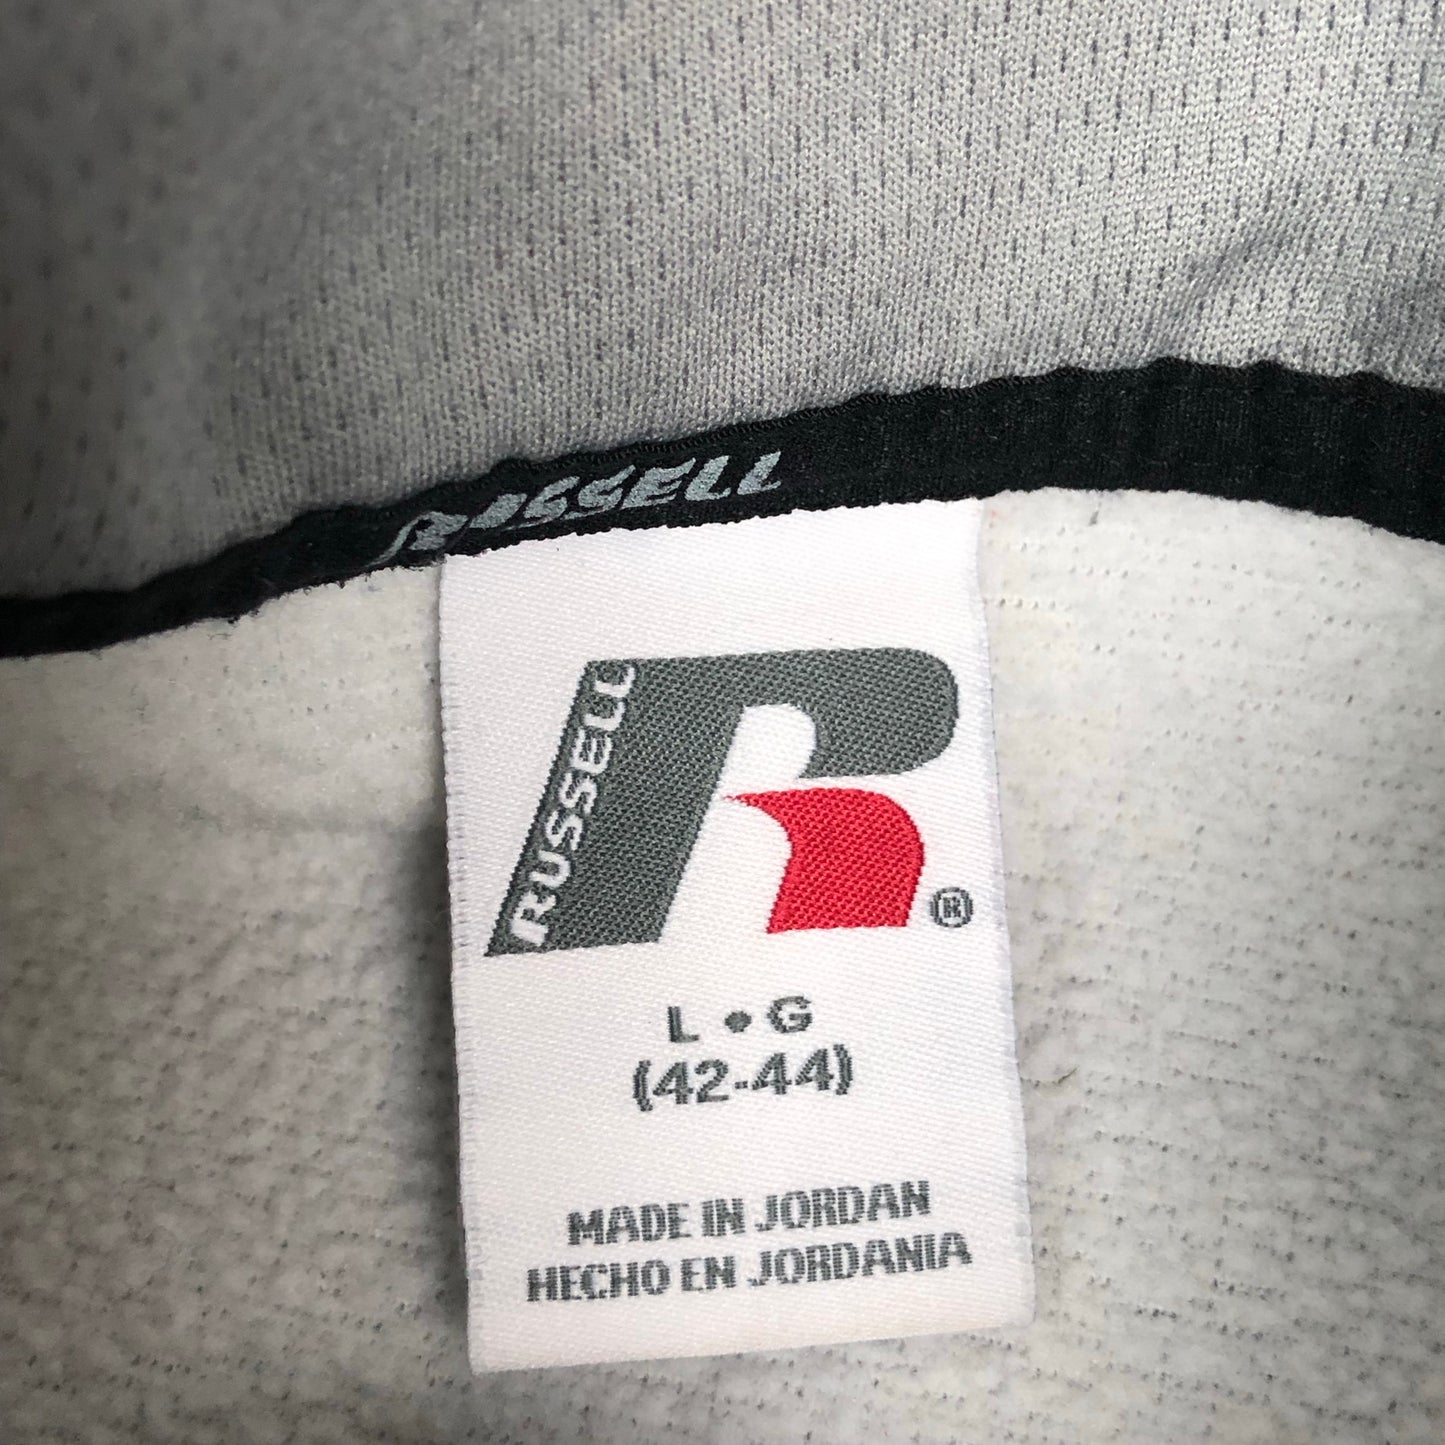 RUSSELL
RUSSELL
®
L • G
(42-44)
MADE IN JORDAN
HECHO EN JORDANIA